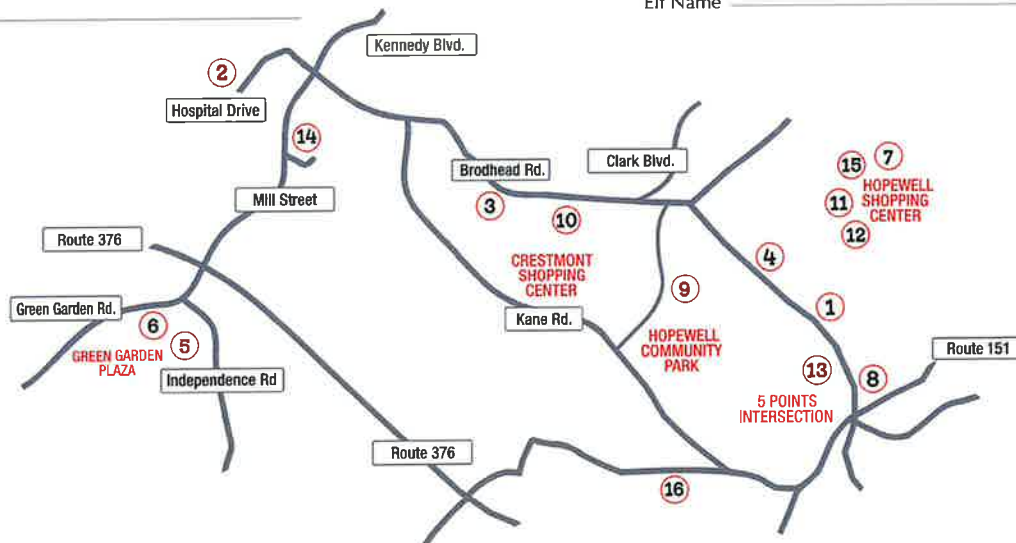 Elf Name
Kennedy Blvd.
2
Hospital Drive
14
Brodhead Rd.
Clark Blvd.
15
7
HOPEWELL
SHOPPING
CENTER
11
12
Mill Street
3
10
Route 376
CRESTMONT
SHOPPING
CENTER
4
9
Green Garden Rd.
6
5
GREEN GARDEN
PLAZA
Kane Rd.
1
HOPEWELL
COMMUNITY
PARK
Route 151
Independence Rd
13
8
5 POINTS
INTERSECTION
Route 376
16